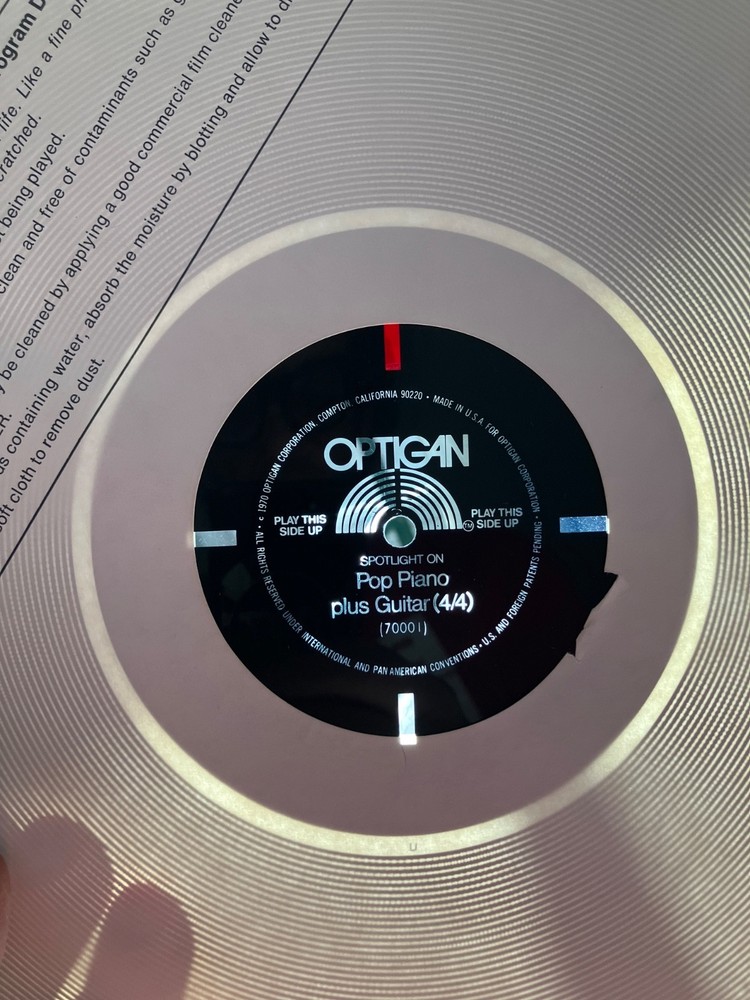 ogram D
life. Like a fine
cratched.
being played.
clean and free of contaminants such as
y be cleaned by applying a good commercial film cleane
ER.
containing water, absorb the moisture by blotting and allow to
soft cloth to remove dust.
1970 OPTIGAN CORPORATION, COMPTON, CALIFORNIA 90220 • MADE IN U.S.A. FOR OPTIGAN CORPORATION
OPTIGAN
TM
PLAY THIS
SIDE UP
PLAY THIS
SIDE UP
SPOTLIGHT ON
Pop Piano
plus Guitar (4/4)
(70001)
• ALL RIGHTS RESERVED UNDER INTERNATIONAL AND PAN AMERICAN CONVENTIONS • U.S. AND FOREIGN PATENTS PENDING •
U